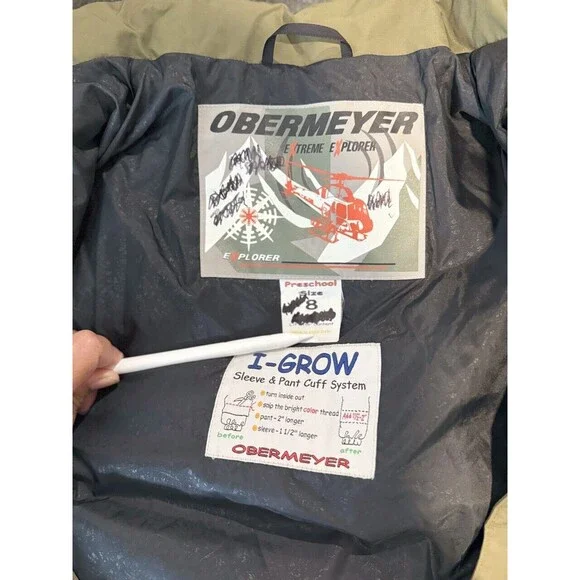 OBERMEYER
EXTREME EXPLORER
EXPLORER
Preschool
Size
8
I-GROW
Sleeve & Pant Cuff System
turn inside out
snip the bright color thread
pant - 2" longer
sleeve - 1 1/2" longer
before
after
OBERMEYER